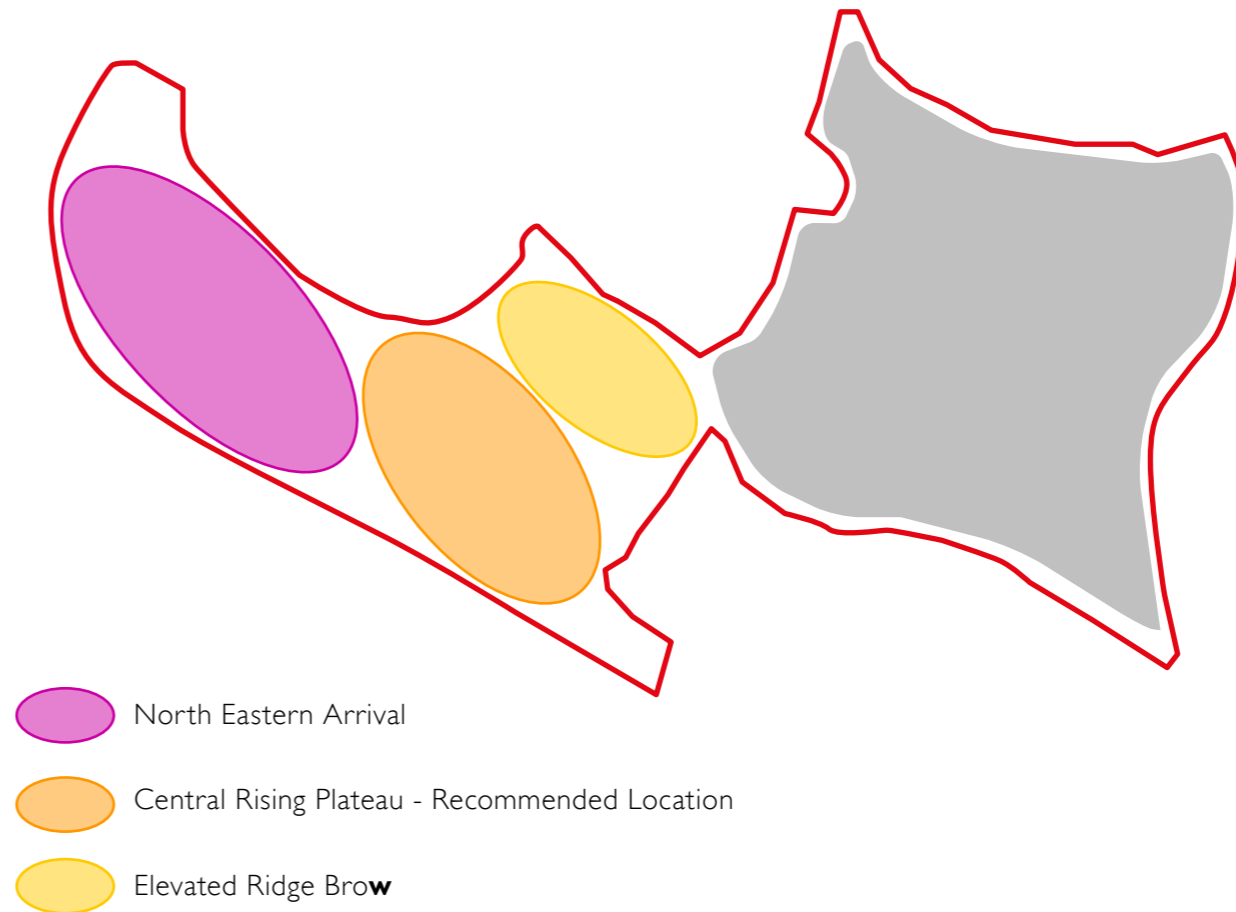 North Eastern Arrival
Central Rising Plateau - Recommended Location
Elevated Ridge Brow